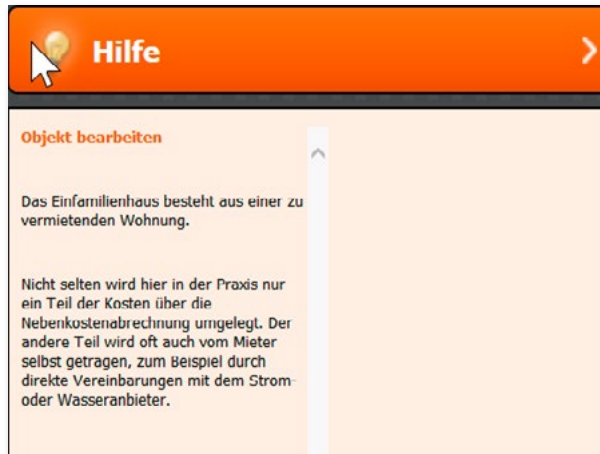 Hilfe
Objekt bearbeiten
Das Einfamilienhaus besteht aus einer zu
vermietenden Wohnung.
Nicht selten wird hier in der Praxis nur
ein Teil der Kosten über die
Nebenkostenabrechnung umgelegt. Der
andere Teil wird oft auch vom Mieter
selbst getragen, zum Beispiel durch
direkte Vereinbarungen mit dem Strom-
oder Wasseranbieter.